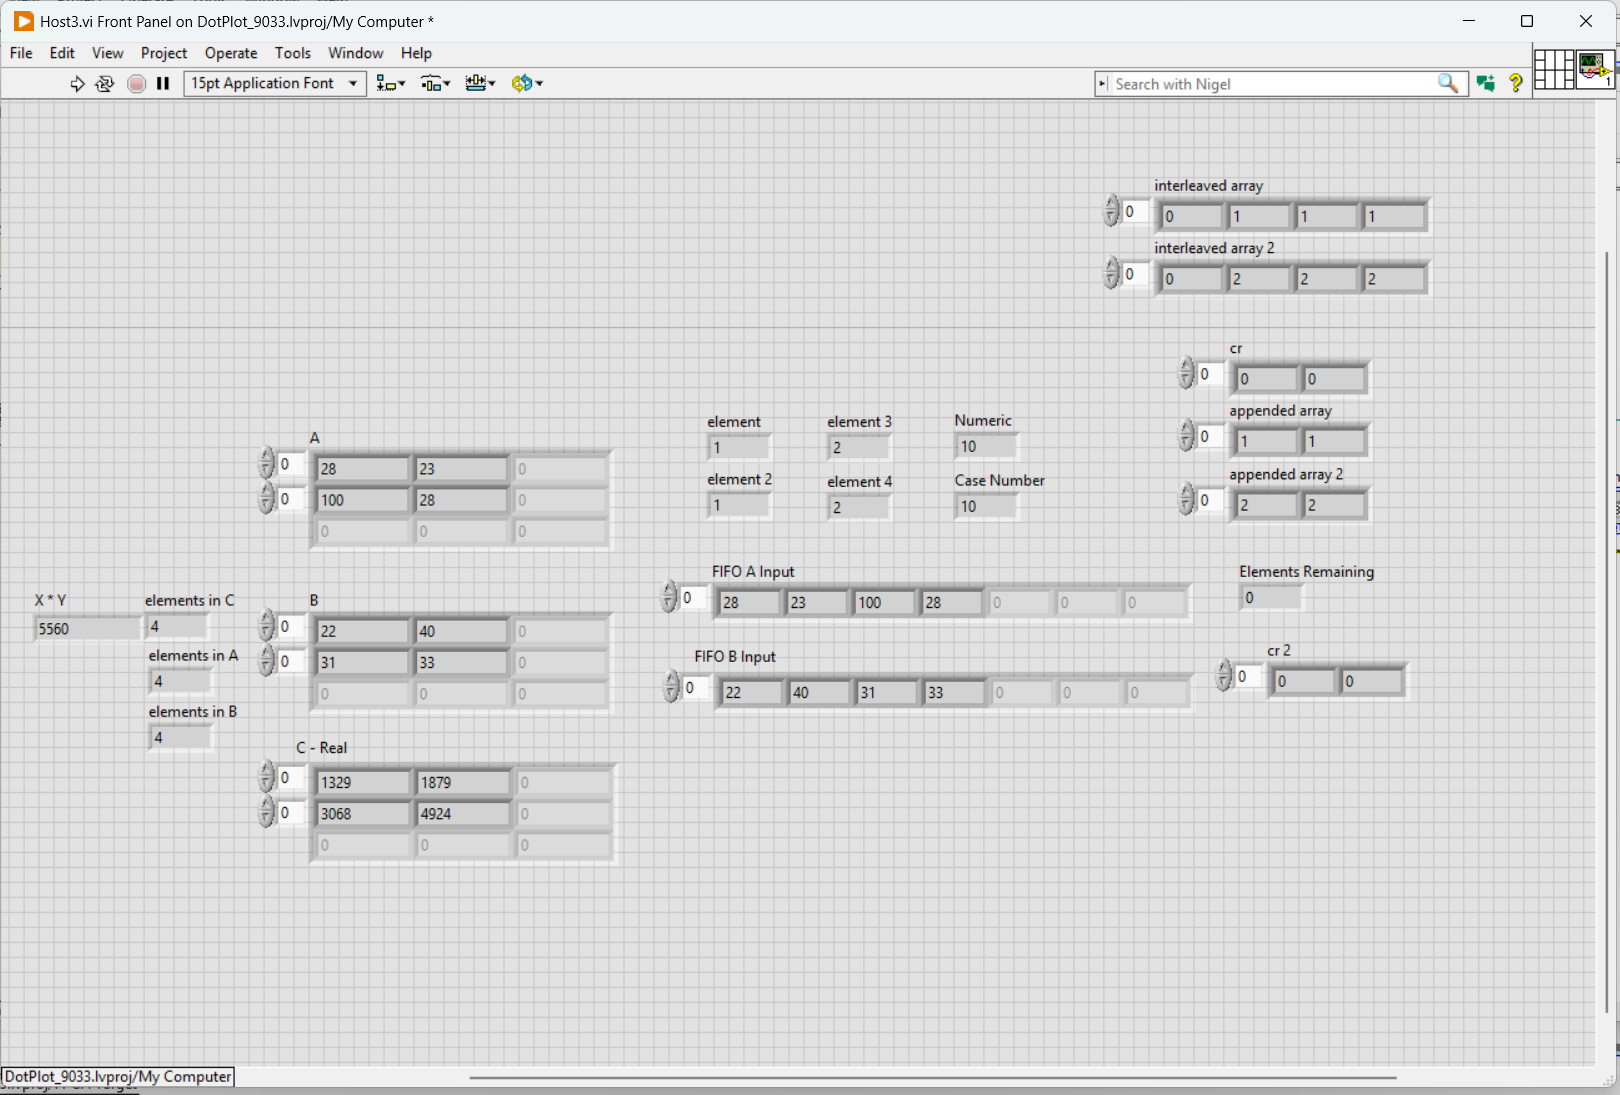 Host3.vi Front Panel on DotPlot_9033.lvproj/My Computer *
File Edit View Project Operate Tools Window Help
15pt Application Font
Search with Nigel
1
interleaved array
0 0 1 1 1
interleaved array 2
0 0 2 2 2
cr
0 0 0
appended array
0 1 1
appended array 2
0 2 2
element element 3 Numeric
1 2 10
element 2 element 4 Case Number
1 2 10
A
0 28 23 0
0 100 28 0
0 0 0
X * Y elements in C
5560 4
elements in A
4
elements in B
4
B
0 22 40 0
0 31 33 0
0 0 0
FIFO A Input
0 28 23 100 28 0 0 0
Elements Remaining
0
FIFO B Input
0 22 40 31 33 0 0 0
cr 2
0 0 0
C - Real
0 1329 1879 0
0 3068 4924 0
0 0 0
DotPlot_9033.lvproj/My Computer